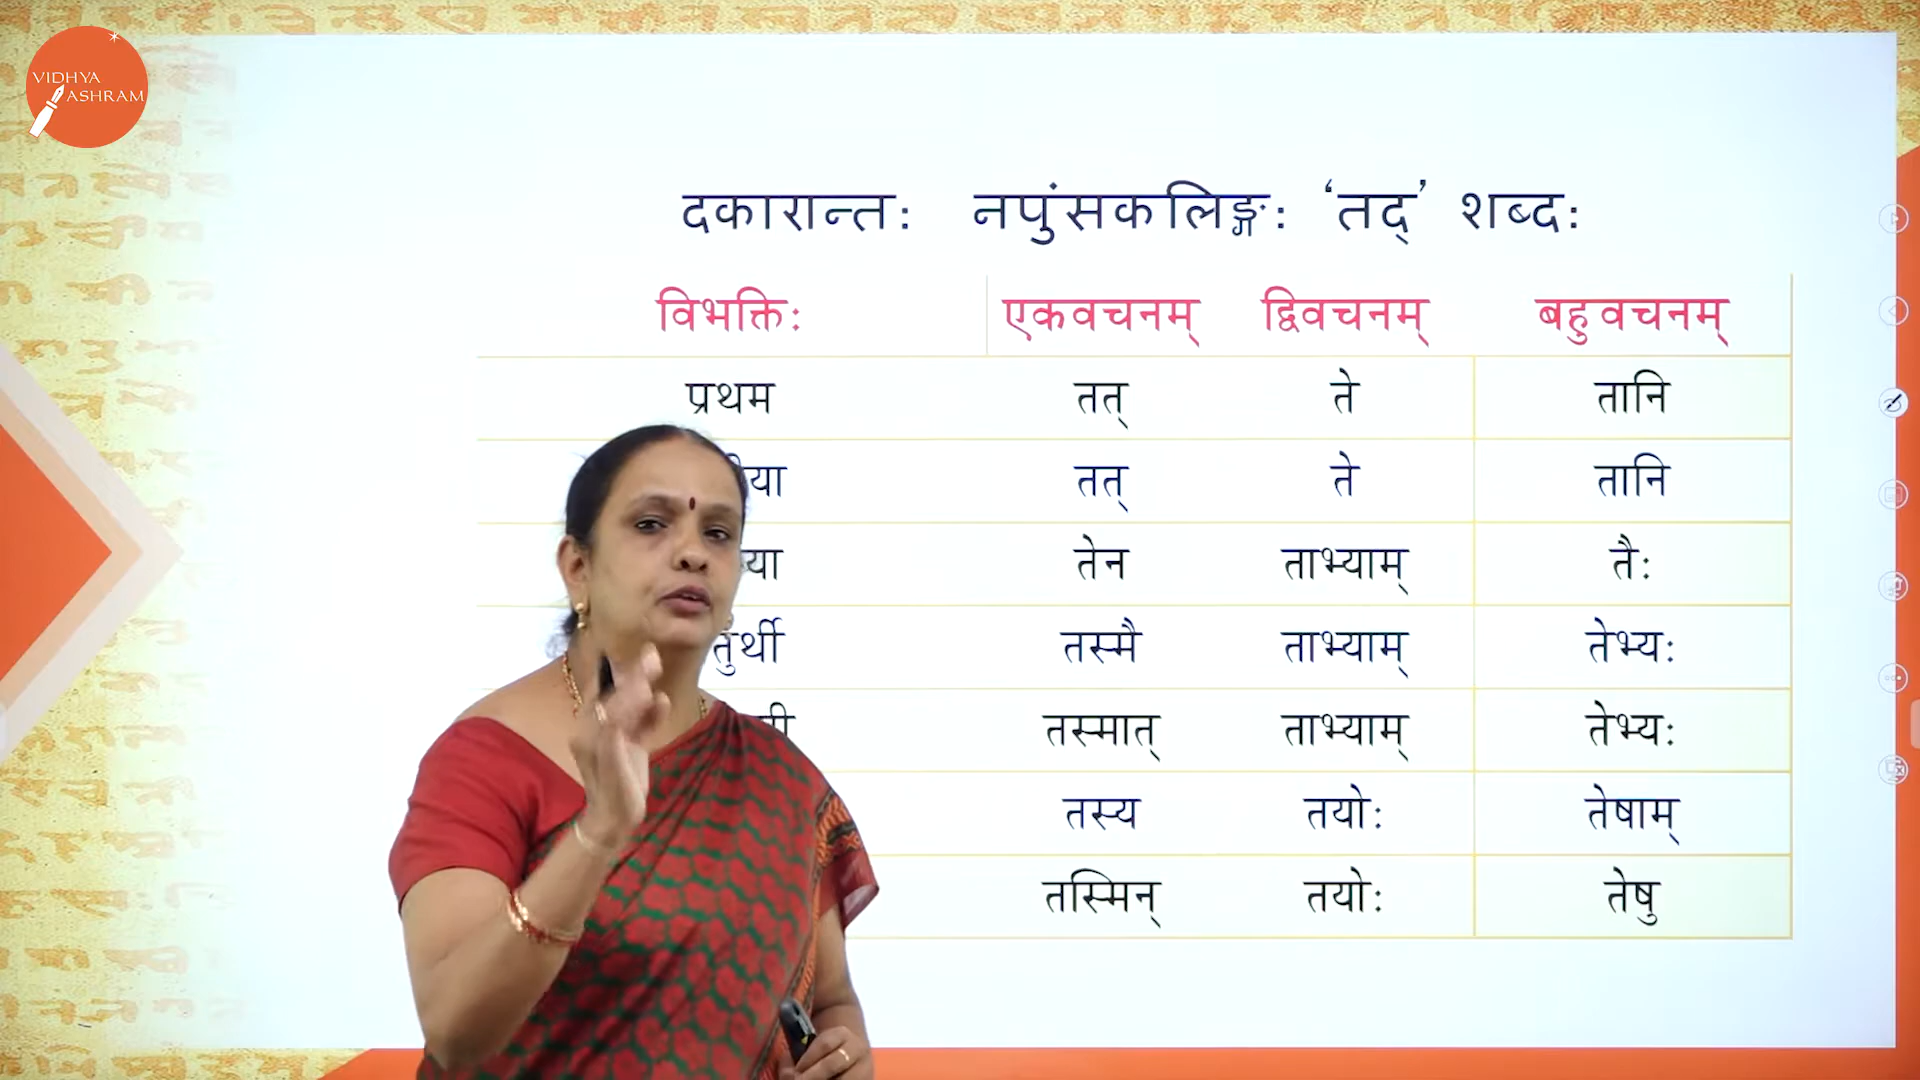 VIDHYA
ASHRAM
दकारान्तः नपुंसकलिङ्गः ‘तद्’ शब्दः
विभक्तिः एकवचनम् द्विवचनम् बहुवचनम्
प्रथम तत् ते तानि
तत् ते तानि
तेन ताभ्याम् तैः
तस्मै ताभ्याम् तेभ्यः
तस्मात् ताभ्याम् तेभ्यः
तस्य तयोः तेषाम्
तस्मिन् तयोः तेषु